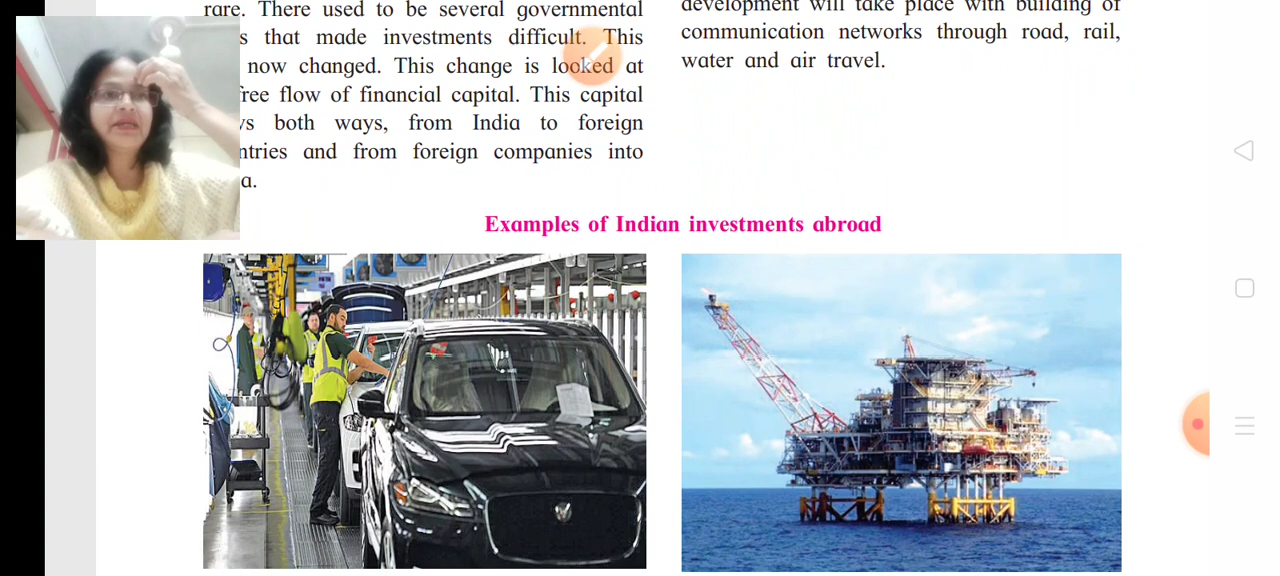 rare. There used to be several governmental
that made investments difficult. This
now changed. This change is looked at
free flow of financial capital. This capital
both ways, from India to foreign
and from foreign companies into
development will take place with building of
communication networks through road, rail,
water and air travel.
Examples of Indian investments abroad